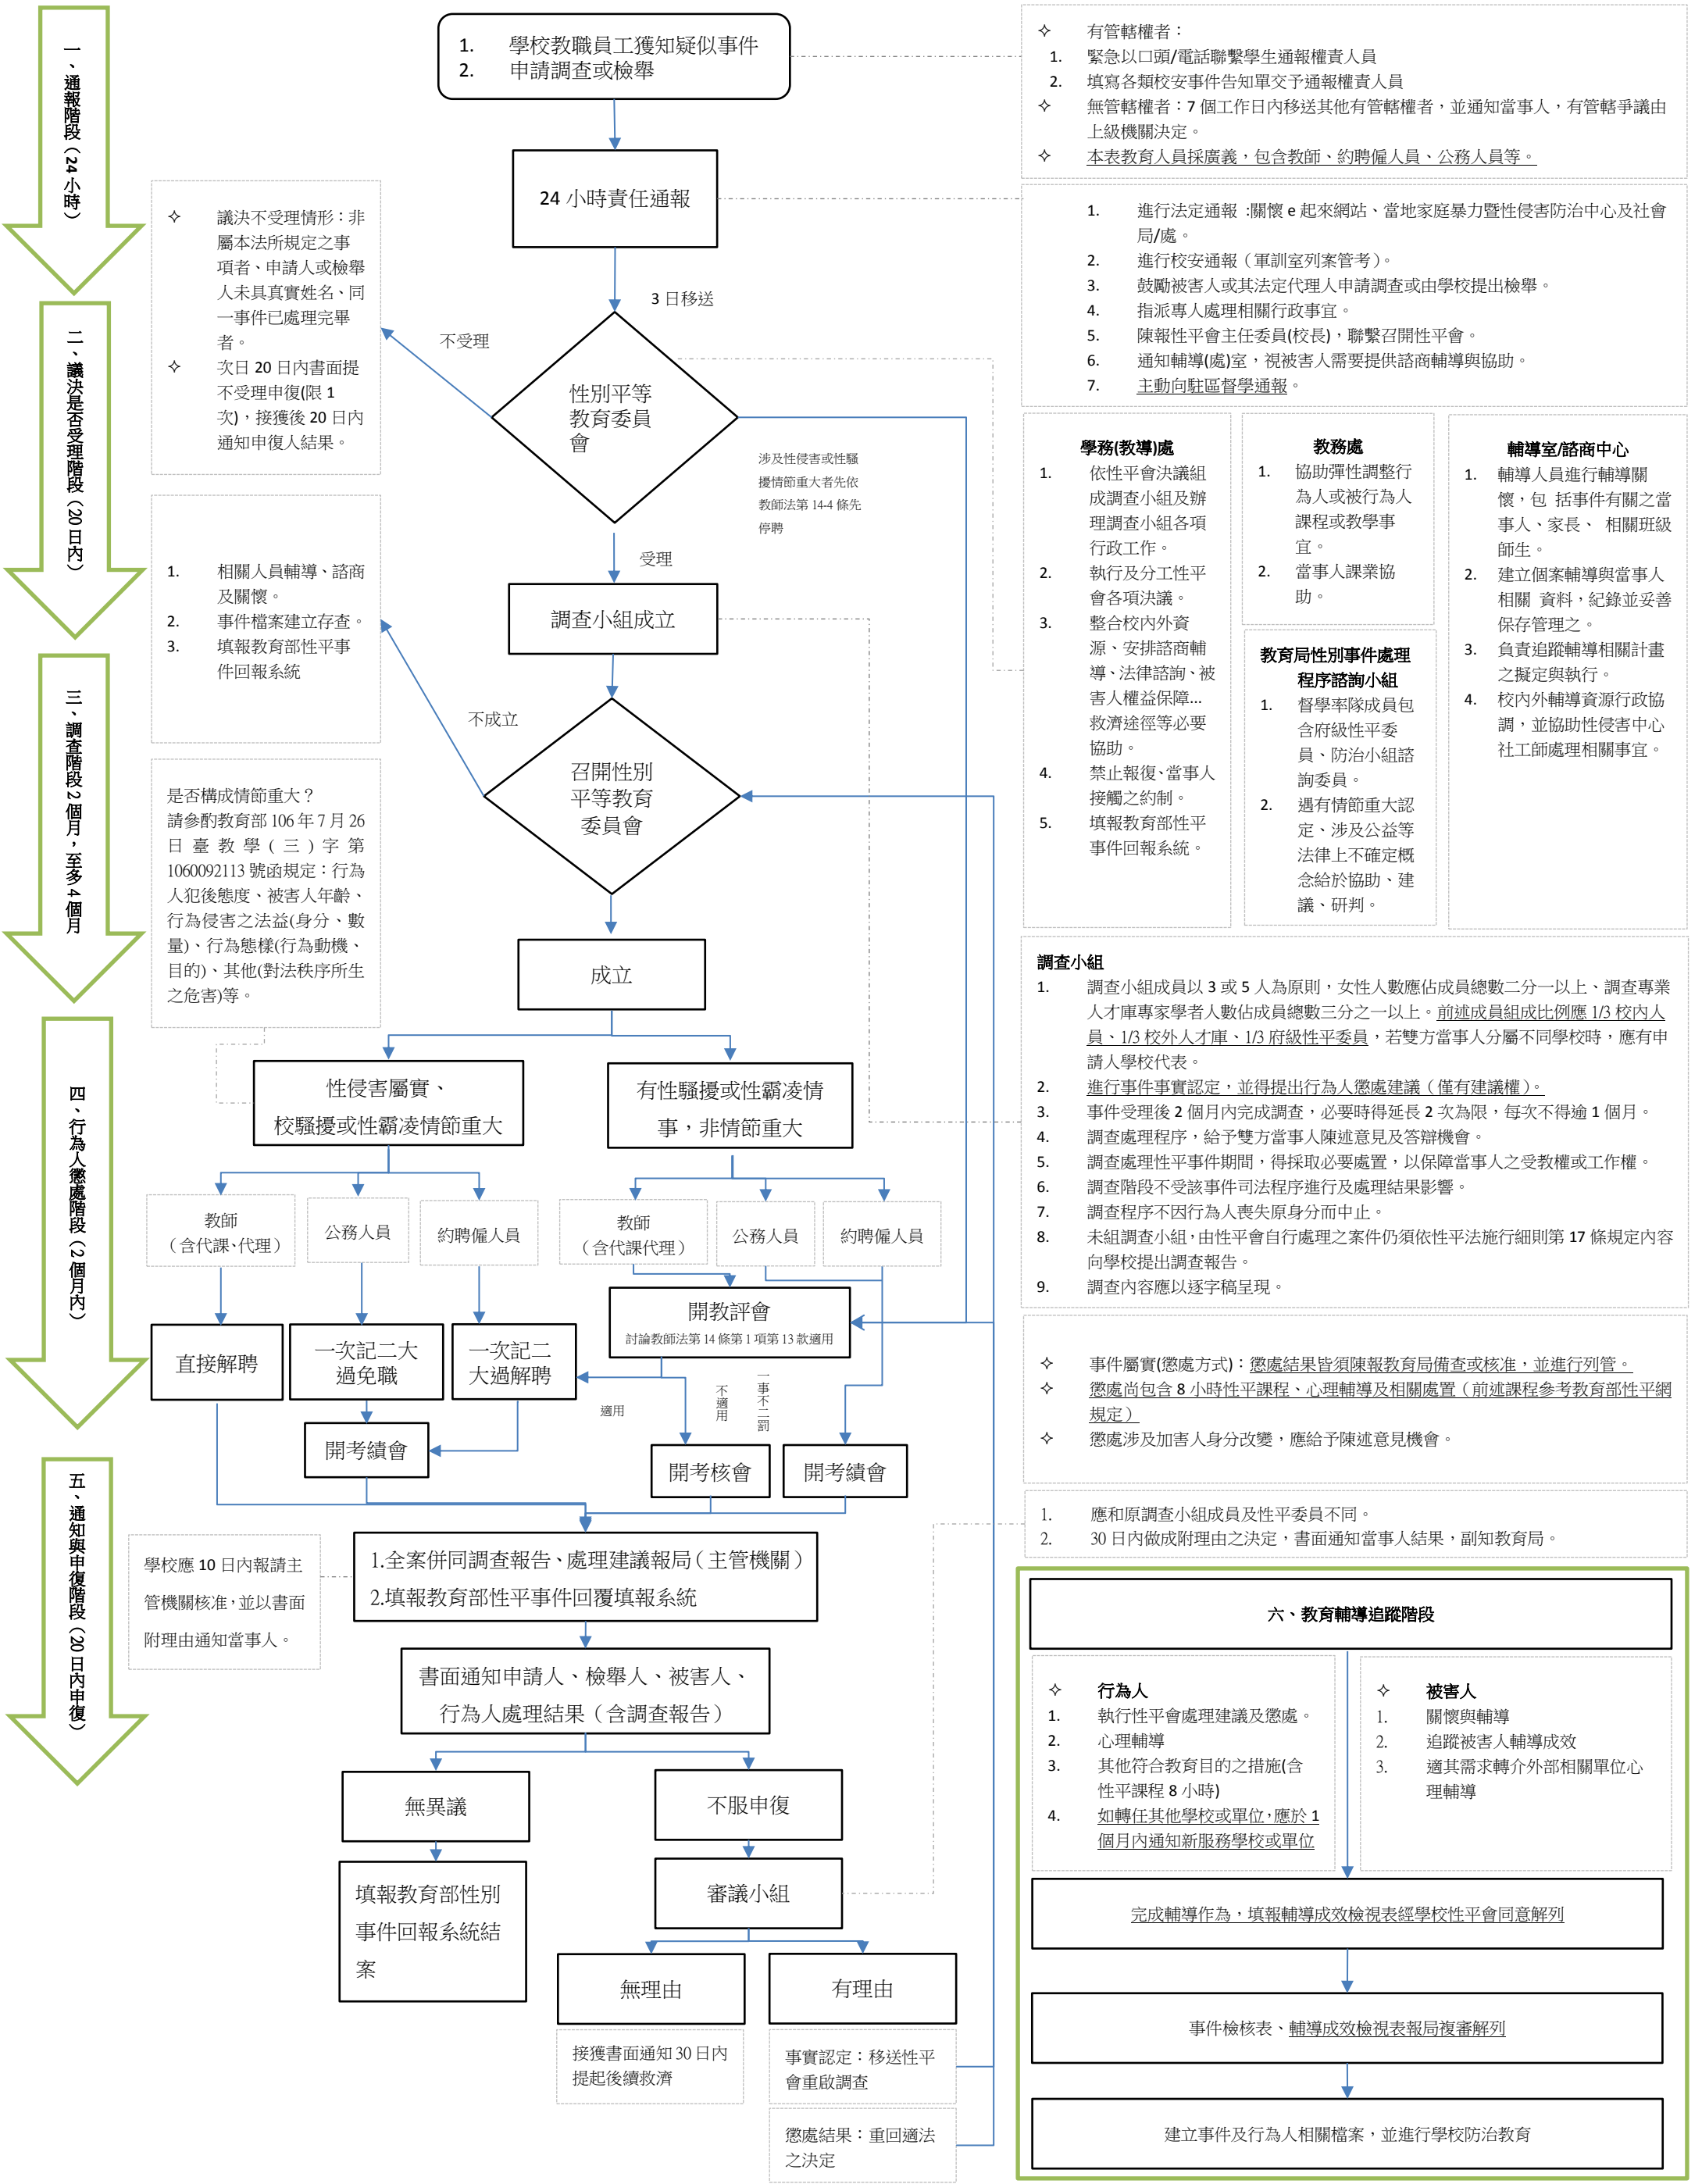 一、通報階段（24小時）
二、議決是否受理階段（20日內）
三、調查階段2個月，至多4個月
四、行為人懲處階段（2個月內）
五、通知與申復階段（20日內申復）
1. 學校教職員工獲知疑似事件
2. 申請調查或檢舉
24 小時責任通報
3 日移送
不受理
性別平等
教育委員
會
涉及性侵害或性騷
擾情節重大者先依
教師法第 14-4 條先
停聘
受理
調查小組成立
不成立
召開性別
平等教育
委員會
成立
✧ 議決不受理情形：非
屬本法所規定之事
項者、申請人或檢舉
人未具真實姓名、同
一事件已處理完畢
者。
✧ 次日 20 日內書面提
不受理申復(限 1
次)，接獲後 20 日內
通知申復人結果。
1. 相關人員輔導、諮商
及關懷。
2. 事件檔案建立存查。
3. 填報教育部性平事
件回報系統
是否構成情節重大？
請參酌教育部 106 年 7 月 26
日臺教學(三)字第
1060092113 號函規定：行為
人犯後態度、被害人年齡、
行為侵害之法益(身分、數
量)、行為態樣(行為動機、
目的)、其他(對法秩序所生
之危害)等。
性侵害屬實、
校騷擾或性霸凌情節重大
有性騷擾或性霸凌情
事，非情節重大
教師
（含代課、代理）
公務人員
約聘僱人員
教師
（含代課代理）
公務人員
約聘僱人員
直接解聘
一次記二大
過免職
一次記二
大過解聘
開教評會
討論教師法第 14 條第 1 項第 13 款適用
適用
不適用
一事不二罰
開考績會
開考核會
開考績會
學校應 10 日內報請主
管機關核准，並以書面
附理由通知當事人。
1.全案併同調查報告、處理建議報局（主管機關）
2.填報教育部性平事件回覆填報系統
書面通知申請人、檢舉人、被害人、
行為人處理結果（含調查報告）
無異議
不服申復
填報教育部性別
事件回報系統結
案
審議小組
無理由
有理由
接獲書面通知 30 日內
提起後續救濟
事實認定：移送性平
會重啟調查
懲處結果：重回適法
之決定
✧ 有管轄權者：
1. 緊急以口頭/電話聯繫學生通報權責人員
2. 填寫各類校安事件告知單交予通報權責人員
✧ 無管轄權者：7 個工作日內移送其他有管轄權者，並通知當事人，有管轄爭議由
上級機關決定。
✧ 本表教育人員採廣義，包含教師、約聘僱人員、公務人員等。
1. 進行法定通報 :關懷 e 起來網站、當地家庭暴力暨性侵害防治中心及社會
局/處。
2. 進行校安通報（軍訓室列案管考）。
3. 鼓勵被害人或其法定代理人申請調查或由學校提出檢舉。
4. 指派專人處理相關行政事宜。
5. 陳報性平會主任委員(校長)，聯繫召開性平會。
6. 通知輔導(處)室，視被害人需要提供諮商輔導與協助。
7. 主動向駐區督學通報。
學務(教導)處
1. 依性平會決議組
成調查小組及辦
理調查小組各項
行政工作。
2. 執行及分工性平
會各項決議。
3. 整合校內外資
源、安排諮商輔
導、法律諮詢、被
害人權益保障…
救濟途徑等必要
協助。
4. 禁止報復、當事人
接觸之約制。
5. 填報教育部性平
事件回報系統。
教務處
1. 協助彈性調整行
為人或被行為人
課程或教學事
宜。
2. 當事人課業協
助。
教育局性別事件處理
程序諮詢小組
1. 督學率隊成員包
含府級性平委
員、防治小組諮
詢委員。
2. 遇有情節重大認
定、涉及公益等
法律上不確定概
念給於協助、建
議、研判。
輔導室/諮商中心
1. 輔導人員進行輔導關
懷，包 括事件有關之當
事人、家長、 相關班級
師生。
2. 建立個案輔導與當事人
相關 資料，紀錄並妥善
保存管理之。
3. 負責追蹤輔導相關計畫
之擬定與執行。
4. 校內外輔導資源行政協
調，並協助性侵害中心
社工師處理相關事宜。
調查小組
1. 調查小組成員以 3 或 5 人為原則，女性人數應佔成員總數二分一以上、調查專業
人才庫專家學者人數佔成員總數三分之一以上。前述成員組成比例應 1/3 校內人
員、1/3 校外人才庫、1/3 府級性平委員，若雙方當事人分屬不同學校時，應有申
請人學校代表。
2. 進行事件事實認定，並得提出行為人懲處建議（僅有建議權）。
3. 事件受理後 2 個月內完成調查，必要時得延長 2 次為限，每次不得逾 1 個月。
4. 調查處理程序，給予雙方當事人陳述意見及答辯機會。
5. 調查處理性平事件期間，得採取必要處置，以保障當事人之受教權或工作權。
6. 調查階段不受該事件司法程序進行及處理結果影響。
7. 調查程序不因行為人喪失原身分而中止。
8. 未組調查小組，由性平會自行處理之案件仍須依性平法施行細則第 17 條規定內容
向學校提出調查報告。
9. 調查內容應以逐字稿呈現。
✧ 事件屬實(懲處方式)：懲處結果皆須陳報教育局備查或核准，並進行列管。
✧ 懲處尚包含 8 小時性平課程、心理輔導及相關處置（前述課程參考教育部性平網
規定）
✧ 懲處涉及加害人身分改變，應給予陳述意見機會。
1. 應和原調查小組成員及性平委員不同。
2. 30 日內做成附理由之決定，書面通知當事人結果，副知教育局。
六、教育輔導追蹤階段
✧ 行為人
1. 執行性平會處理建議及懲處。
2. 心理輔導
3. 其他符合教育目的之措施(含
性平課程 8 小時)
4. 如轉任其他學校或單位，應於 1
個月內通知新服務學校或單位
✧ 被害人
1. 關懷與輔導
2. 追蹤被害人輔導成效
3. 適其需求轉介外部相關單位心
理輔導
完成輔導作為，填報輔導成效檢視表經學校性平會同意解列
事件檢核表、輔導成效檢視表報局複審解列
建立事件及行為人相關檔案，並進行學校防治教育